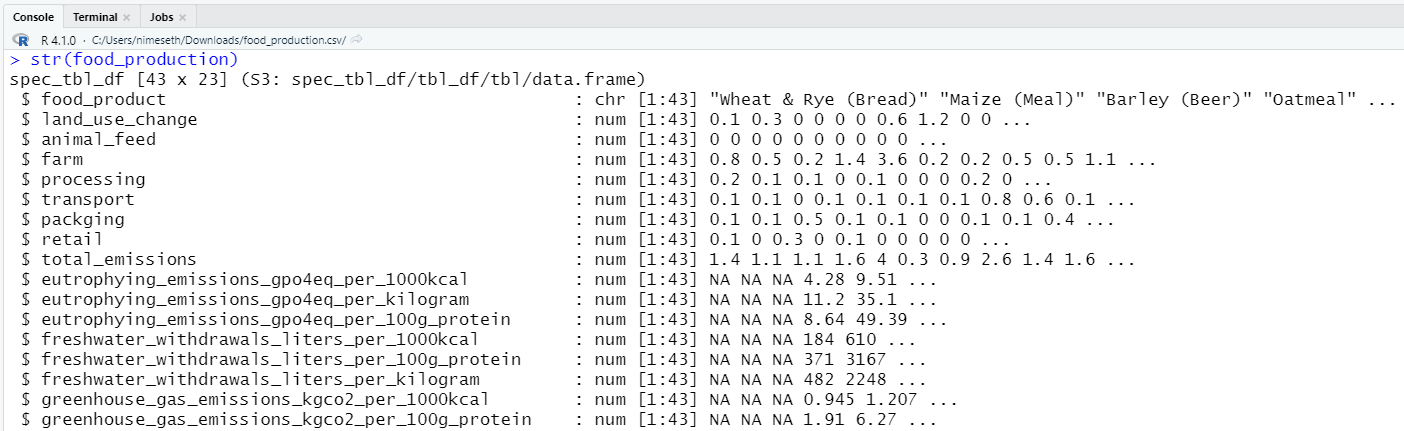 Console Terminal × Jobs ×
R 4.1.0 · C:/Users/nimeseth/Downloads/food_production.csv/
> str(food_production)
spec_tbl_df [43 x 23] (S3: spec_tbl_df/tbl_df/tbl/data.frame)
$ food_product : chr [1:43] "Wheat & Rye (Bread)" "Maize (Meal)" "Barley (Beer)" "Oatmeal" ...
$ land_use_change : num [1:43] 0.1 0.3 0 0 0 0 0.6 1.2 0 0 ...
$ animal_feed : num [1:43] 0 0 0 0 0 0 0 0 0 0 ...
$ farm : num [1:43] 0.8 0.5 0.2 1.4 3.6 0.2 0.2 0.5 0.5 1.1 ...
$ processing : num [1:43] 0.2 0.1 0.1 0 0.1 0 0 0 0.2 0 ...
$ transport : num [1:43] 0.1 0.1 0 0.1 0.1 0.1 0.1 0.8 0.6 0.1 ...
$ packging : num [1:43] 0.1 0.1 0.5 0.1 0.1 0 0 0.1 0.1 0.4 ...
$ retail : num [1:43] 0.1 0 0.3 0 0.1 0 0 0 0 0 ...
$ total_emissions : num [1:43] 1.4 1.1 1.1 1.6 4 0.3 0.9 2.6 1.4 1.6 ...
$ eutrophying_emissions_gpo4eq_per_1000kcal : num [1:43] NA NA NA 4.28 9.51 ...
$ eutrophying_emissions_gpo4eq_per_kilogram : num [1:43] NA NA NA 11.2 35.1 ...
$ eutrophying_emissions_gpo4eq_per_100g_protein : num [1:43] NA NA NA 8.64 49.39 ...
$ freshwater_withdrawals_liters_per_1000kcal : num [1:43] NA NA NA 184 610 ...
$ freshwater_withdrawals_liters_per_100g_protein : num [1:43] NA NA NA 371 3167 ...
$ freshwater_withdrawals_liters_per_kilogram : num [1:43] NA NA NA 482 2248 ...
$ greenhouse_gas_emissions_kgco2_per_1000kcal : num [1:43] NA NA NA 0.945 1.207 ...
$ greenhouse_gas_emissions_kgco2_per_100g_protein : num [1:43] NA NA NA 1.91 6.27 ...